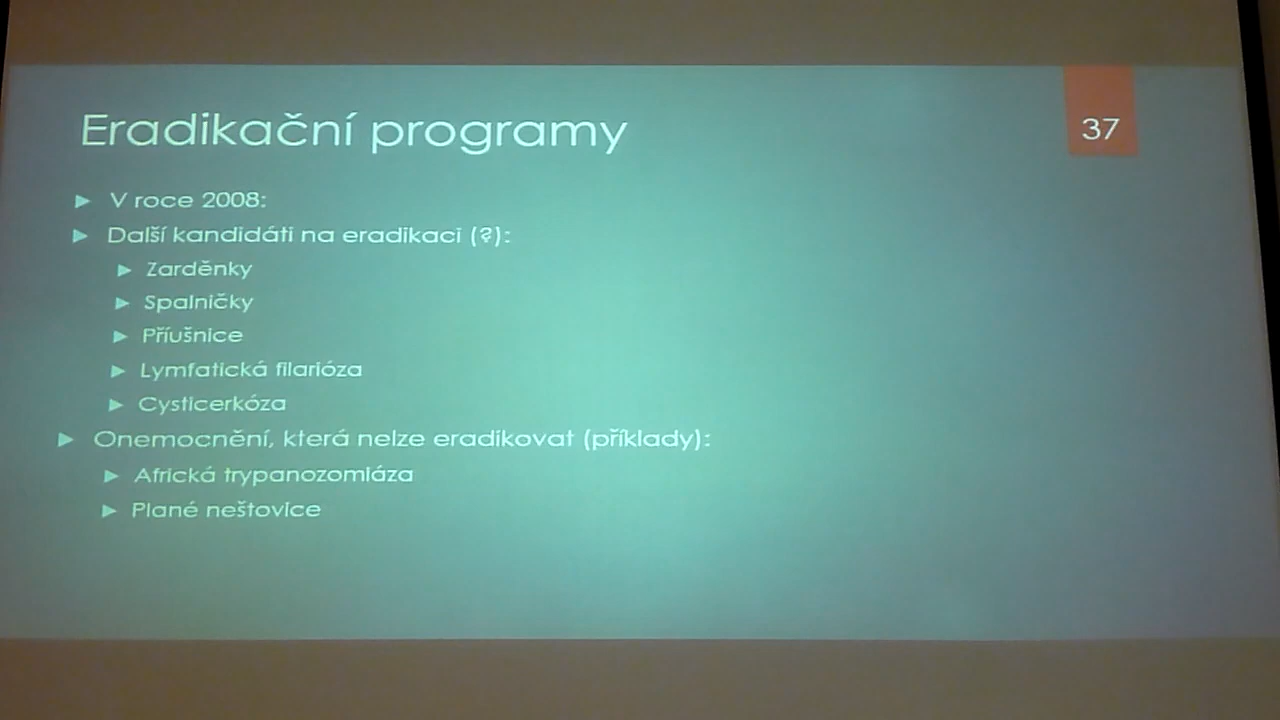 Eradikační programy
37
V roce 2008:
Další kandidáti na eradikaci (?):
Zarděnky
Spalničky
Příušnice
Lymfatická filarióza
Cysticerkóza
Onemocnění, která nelze eradikovat (příklady):
Africká trypanozomiáza
Plané neštovice